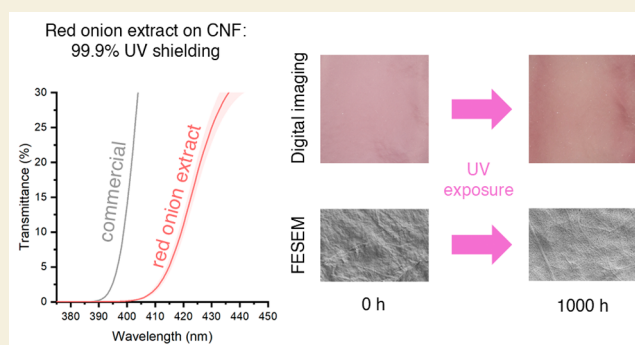 Red onion extract on CNF:
99.9% UV shielding
Transmittance (%)
30
25
20
15
10
5
0
commercial
red onion extract
380 390 400 410 420 430 440 450
Wavelength (nm)
Digital imaging
UV
exposure
FESEM
0 h
1000 h